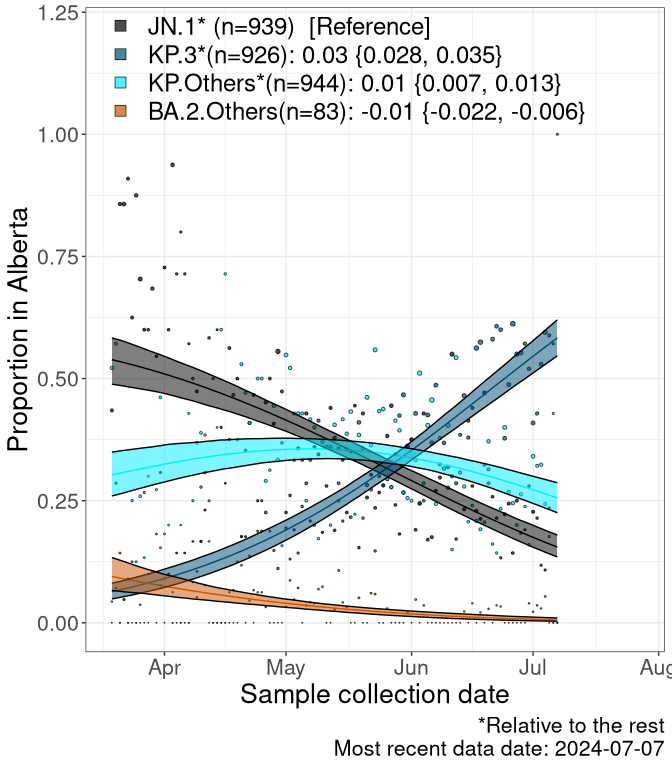 JN.1* (n=939)  [Reference]
KP.3*(n=926): 0.03 {0.028, 0.035}
KP.Others*(n=944): 0.01 {0.007, 0.013}
BA.2.Others(n=83): -0.01 {-0.022, -0.006}
1.25
1.00
0.75
0.50
0.25
0.00
Proportion in Alberta
Apr May Jun Jul Aug
Sample collection date
*Relative to the rest
Most recent data date: 2024-07-07